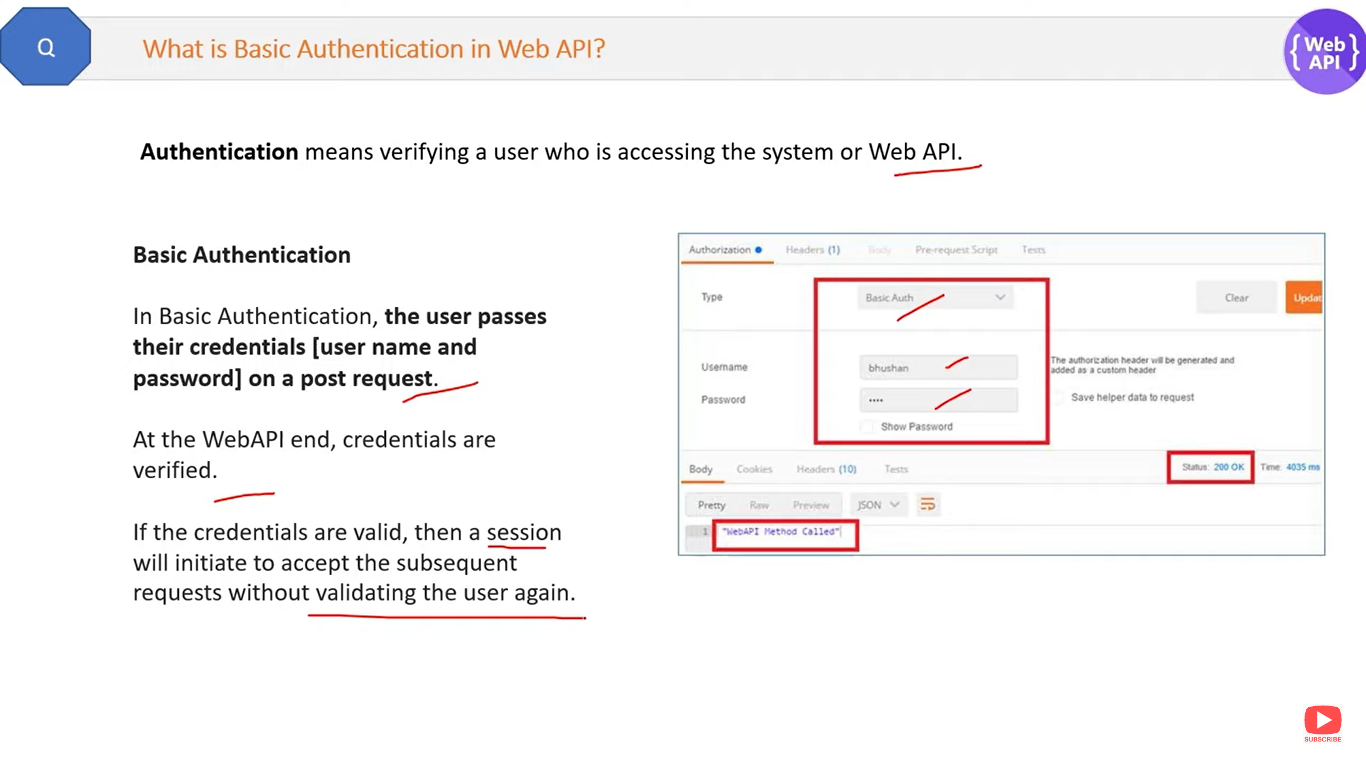 Q
What is Basic Authentication in Web API?
{Web
API}
Authentication means verifying a user who is accessing the system or Web API.
Basic Authentication
In Basic Authentication, the user passes
their credentials [user name and
password] on a post request.
At the WebAPI end, credentials are
verified.
If the credentials are valid, then a session
will initiate to accept the subsequent
requests without validating the user again.
Authorization Headers (1) Body Pre-request Script Tests
Type Basic Auth Clear Updat
Username bhushan
The authorization header will be generated and
added as a custom header
Password ••••
Save helper data to request
Show Password
Body Cookies Headers (10) Tests Status: 200 OK Time: 4035 ms
Pretty Raw Preview JSON
1 "WebAPI Method Called"
SUBSCRIBE